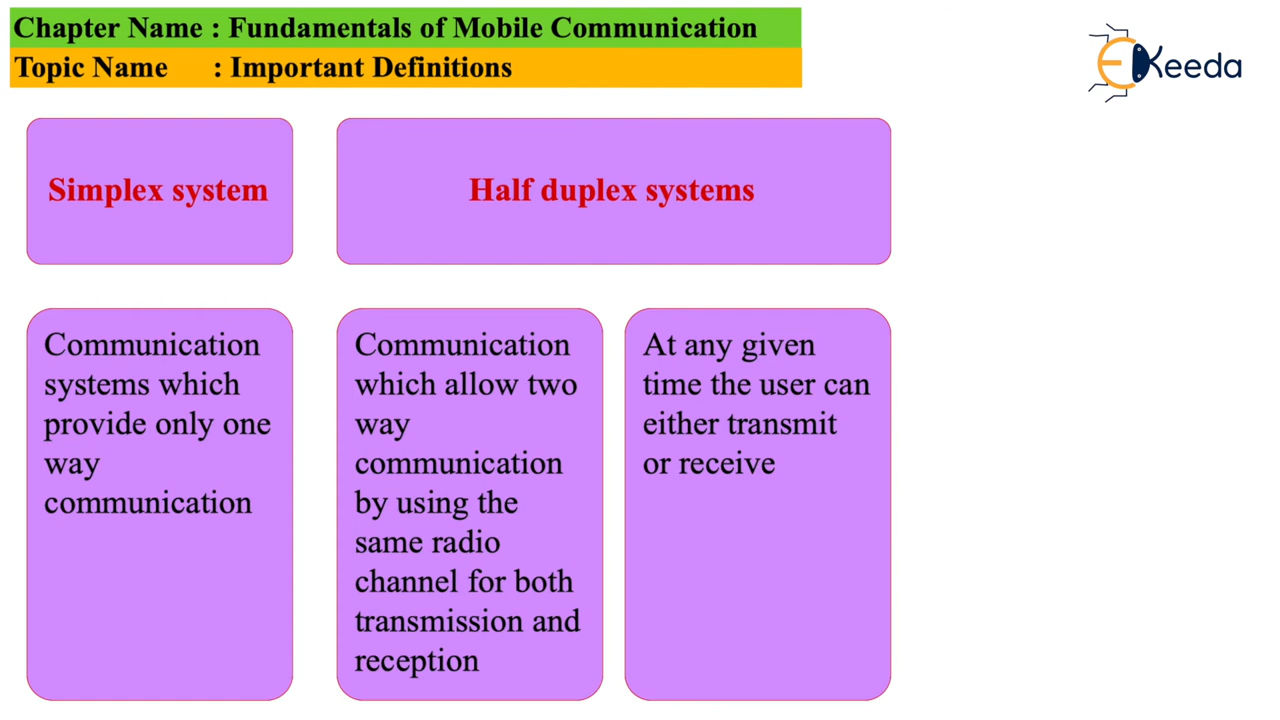 Chapter Name : Fundamentals of Mobile Communication
Topic Name : Important Definitions
EKeeda
Simplex system
Half duplex systems
Communication
systems which
provide only one
way
communication
Communication
which allow two
way
communication
by using the
same radio
channel for both
transmission and
reception
At any given
time the user can
either transmit
or receive